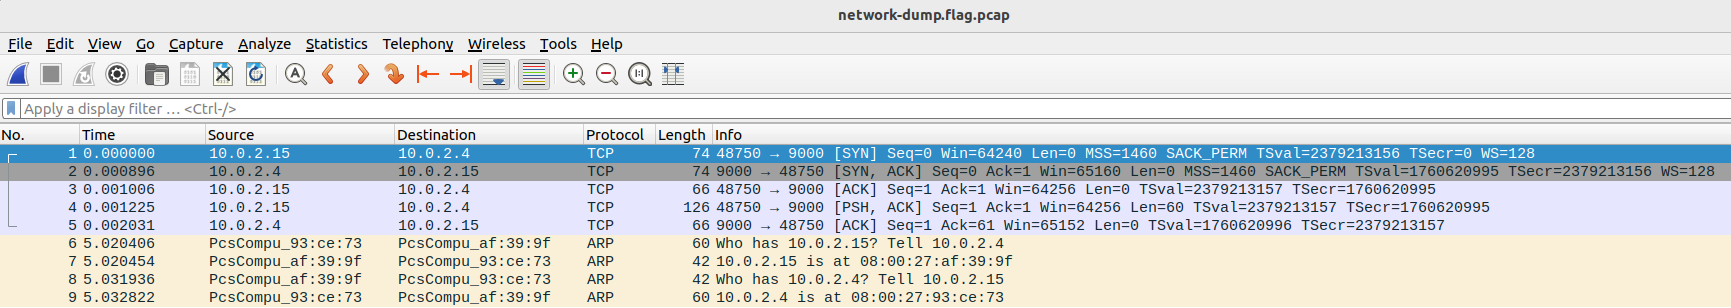 network-dump.flag.pcap
File Edit View Go Capture Analyze Statistics Telephony Wireless Tools Help
Apply a display filter … <Ctrl-/>
No. Time Source Destination Protocol Length Info
1 0.000000 10.0.2.15 10.0.2.4 TCP 74 48750 → 9000 [SYN] Seq=0 Win=64240 Len=0 MSS=1460 SACK_PERM TSval=2379213156 TSecr=0 WS=128
2 0.000896 10.0.2.4 10.0.2.15 TCP 74 9000 → 48750 [SYN, ACK] Seq=0 Ack=1 Win=65160 Len=0 MSS=1460 SACK_PERM TSval=1760620995 TSecr=2379213156 WS=128
3 0.001006 10.0.2.15 10.0.2.4 TCP 66 48750 → 9000 [ACK] Seq=1 Ack=1 Win=64256 Len=0 TSval=2379213157 TSecr=1760620995
4 0.001225 10.0.2.15 10.0.2.4 TCP 126 48750 → 9000 [PSH, ACK] Seq=1 Ack=1 Win=64256 Len=60 TSval=2379213157 TSecr=1760620995
5 0.002031 10.0.2.4 10.0.2.15 TCP 66 9000 → 48750 [ACK] Seq=1 Ack=61 Win=65152 Len=0 TSval=1760620996 TSecr=2379213157
6 5.020406 PcsCompu_93:ce:73 PcsCompu_af:39:9f ARP 60 Who has 10.0.2.15? Tell 10.0.2.4
7 5.020454 PcsCompu_af:39:9f PcsCompu_93:ce:73 ARP 42 10.0.2.15 is at 08:00:27:af:39:9f
8 5.031936 PcsCompu_af:39:9f PcsCompu_93:ce:73 ARP 42 Who has 10.0.2.4? Tell 10.0.2.15
9 5.032822 PcsCompu_93:ce:73 PcsCompu_af:39:9f ARP 60 10.0.2.4 is at 08:00:27:93:ce:73